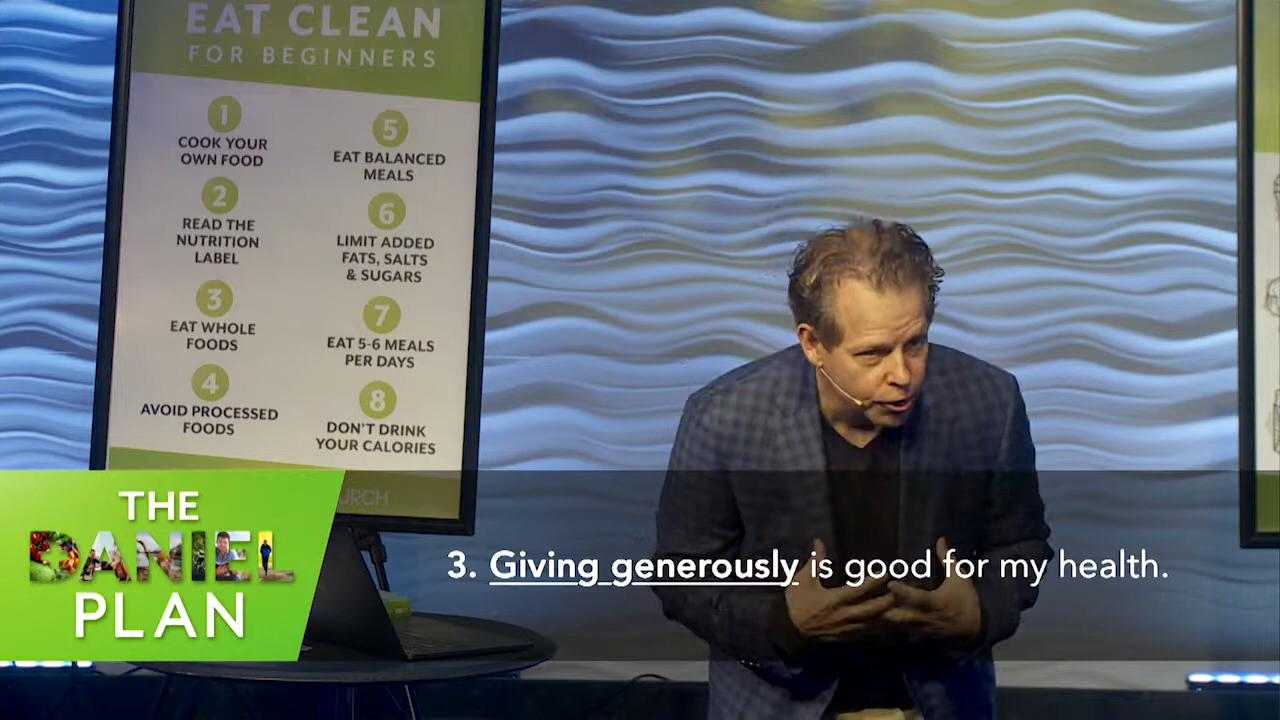 EAT CLEAN
FOR BEGINNERS
1
COOK YOUR
OWN FOOD
2
READ THE
NUTRITION
LABEL
3
EAT WHOLE
FOODS
4
AVOID PROCESSED
FOODS
5
EAT BALANCED
MEALS
6
LIMIT ADDED
FATS, SALTS
& SUGARS
7
EAT 5-6 MEALS
PER DAYS
8
DON'T DRINK
YOUR CALORIES
THE
DANIEL
PLAN
3. Giving generously is good for my health.